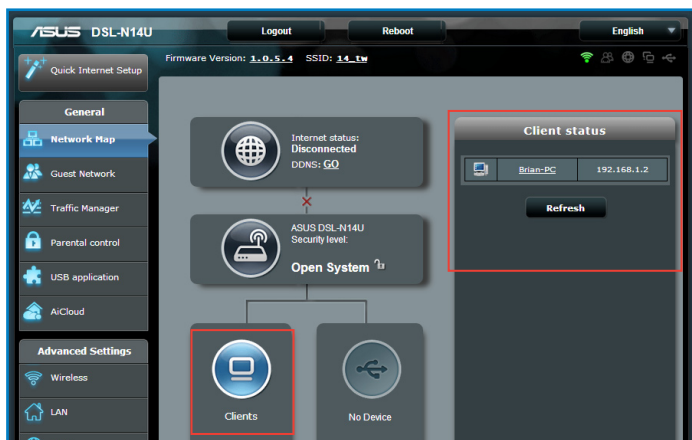 ASUS DSL-N14U
Logout
Reboot
English
Quick Internet Setup
Firmware Version: 1.0.5.4 SSID: 14_tw
General
Network Map
Guest Network
Traffic Manager
Parental control
USB application
AiCloud
Advanced Settings
Wireless
LAN
Internet status:
Disconnected
DDNS: GO
ASUS DSL-N14U
Security level:
Open System
Clients
No Device
Client status
Brian-PC 192.168.1.2
Refresh